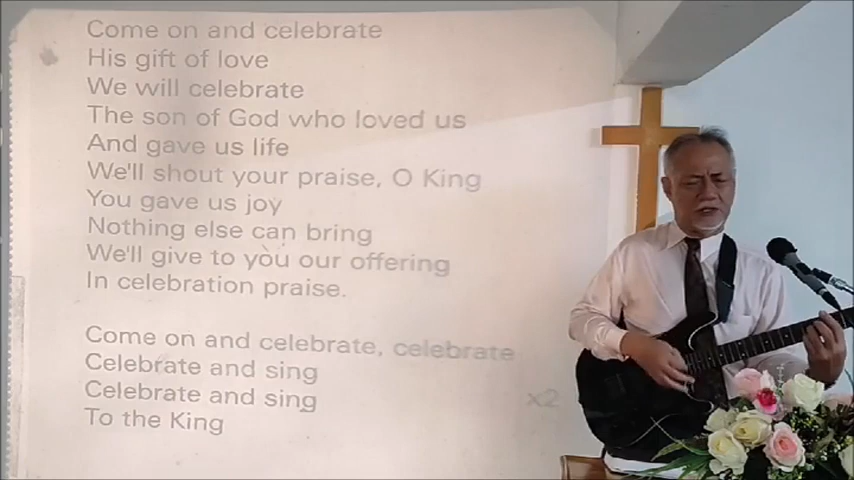 Come on and celebrate
His gift of love
We will celebrate
The son of God who loved us
And gave us life
We'll shout your praise, O King
You gave us joy
Nothing else can bring
We'll give to you our offering
In celebration praise.
Come on and celebrate, celebrate
Celebrate and sing
Celebrate and sing x2
To the King